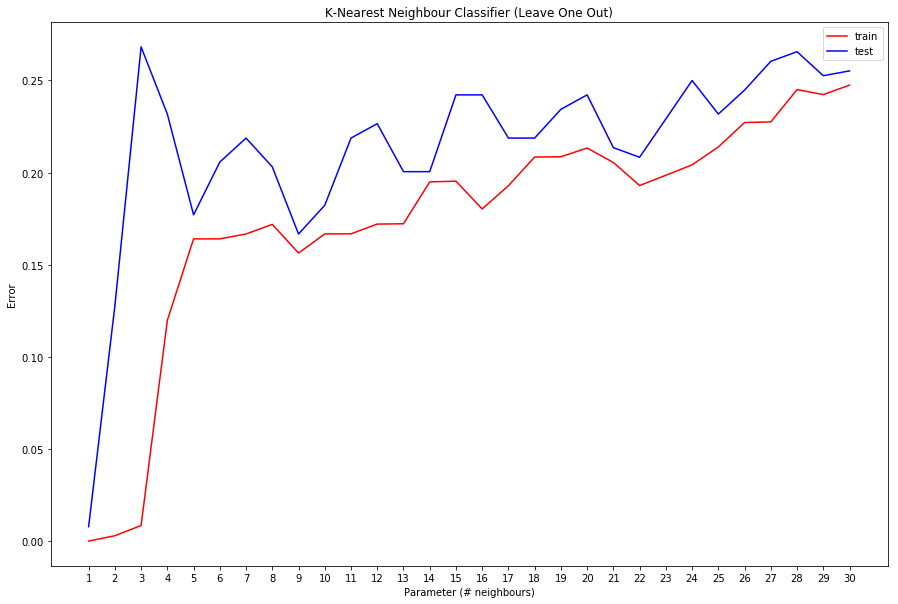 K-Nearest Neighbour Classifier (Leave One Out)
train
test
0.25
0.20
0.15
0.10
0.05
0.00
Error
1 2 3 4 5 6 7 8 9 10 11 12 13 14 15 16 17 18 19 20 21 22 23 24 25 26 27 28 29 30
Parameter (# neighbours)